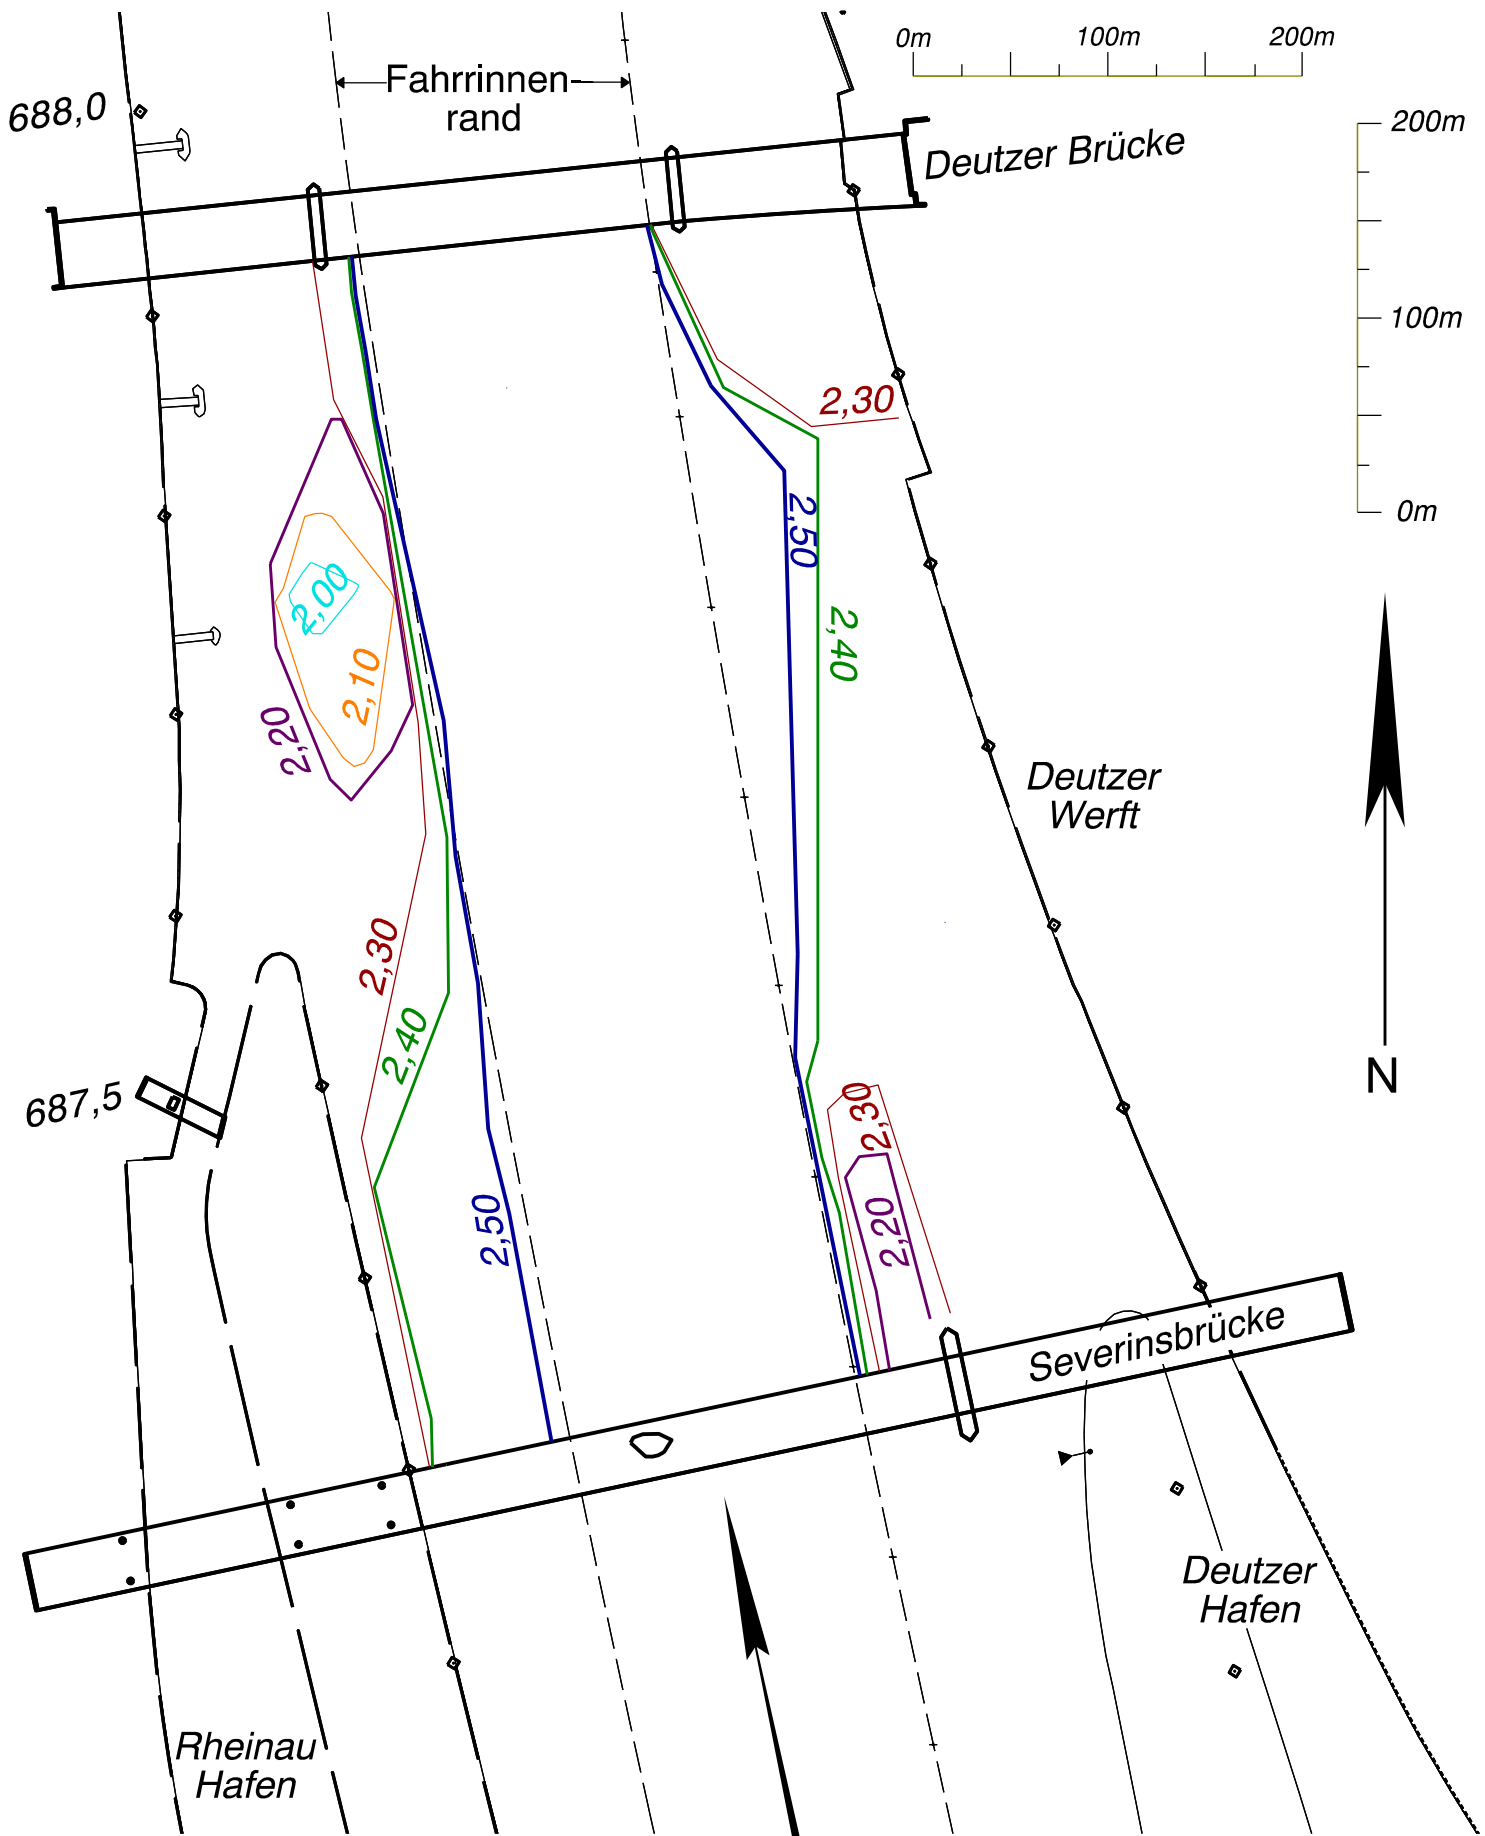 0m
100m
200m
Fahrrinnen
rand
688,0
Deutzer Brücke
200m
100m
0m
2,30
2,50
2,00
2,40
2,10
2,20
Deutzer
Werft
2,30
2,40
N
687,5
2,30
2,50
2,20
Severinsbrücke
Deutzer
Hafen
Rheinau
Hafen